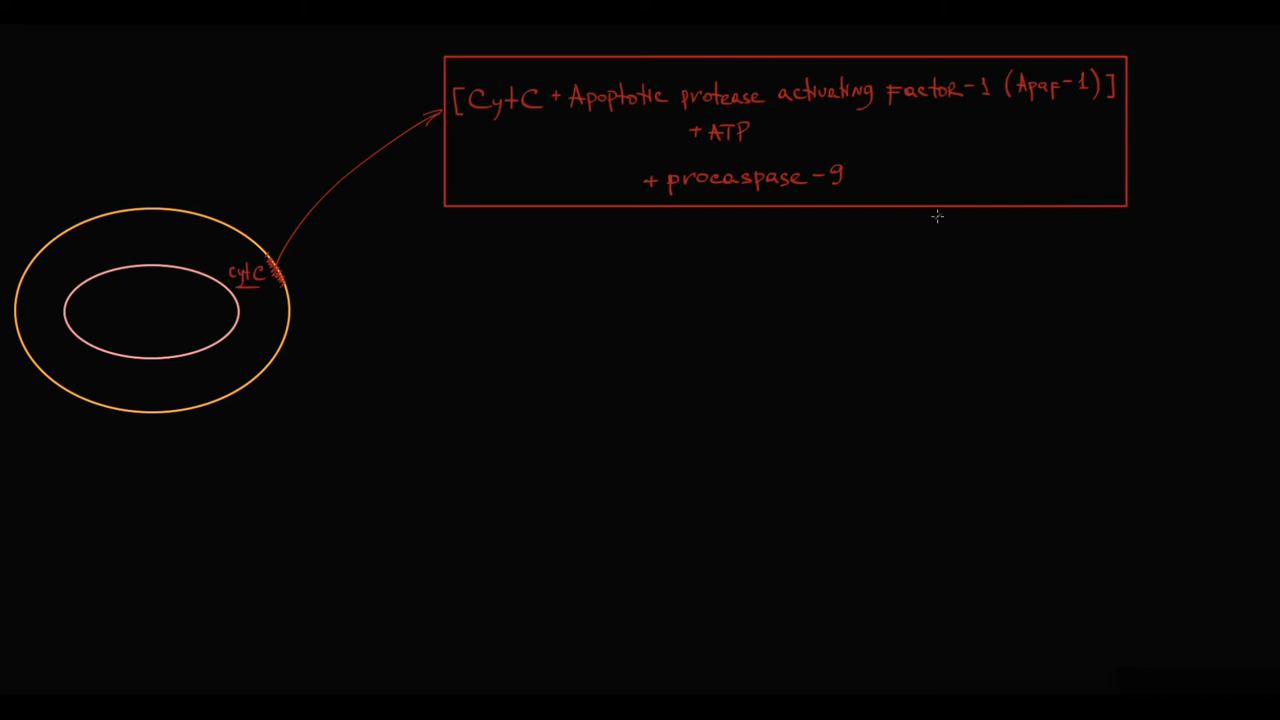 [CytC + Apoptotic protease activating Factor-1 (Apaf-1)]
+ ATP
+ procaspase-9
cytC